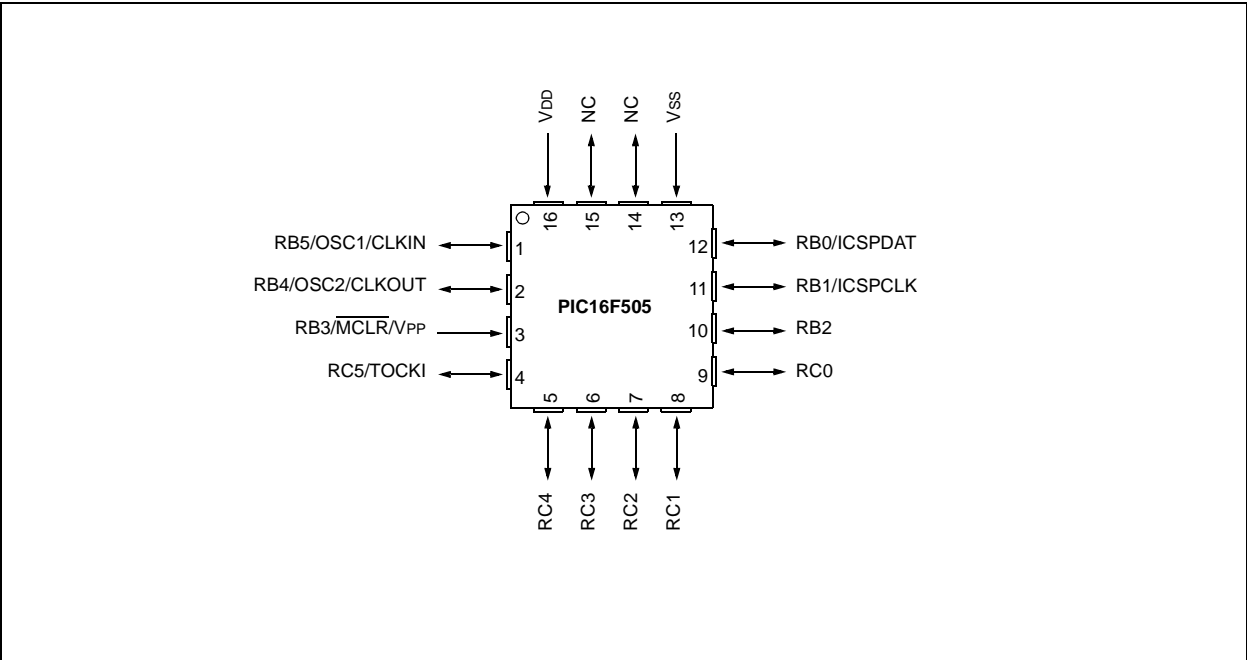 VDD
NC
NC
VSS
16
15
14
13
RB5/OSC1/CLKIN
1
RB4/OSC2/CLKOUT
2
RB3/MCLR/VPP
3
RC5/TOCKI
4
PIC16F505
12
RB0/ICSPDAT
11
RB1/ICSPCLK
10
RB2
9
RC0
5
6
7
8
RC4
RC3
RC2
RC1